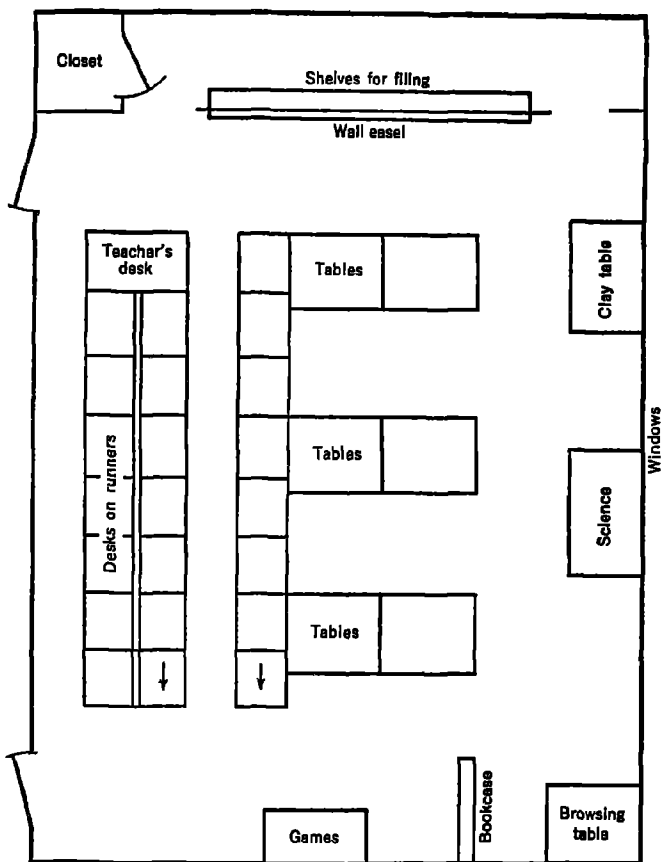 Closet
Shelves for filing
Wall easel
Teacher's
desk
Tables
Clay table
Windows
Tables
Desks on runners
Science
Tables
Bookcase
Browsing
table
Games